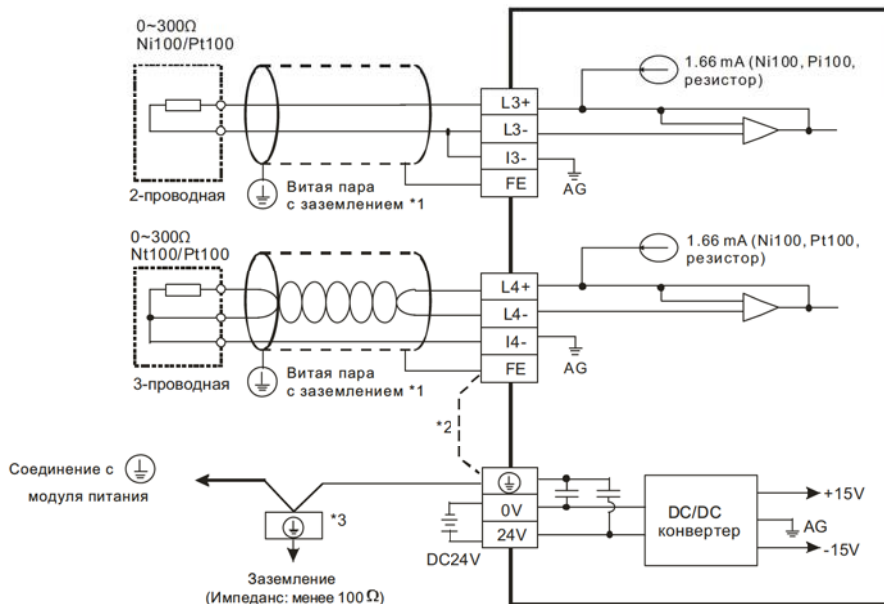 0~300Ω
Ni100/Pt100
2-проводная
Витая пара
с заземлением *1
L3+
L3-
I3-
FE
AG
1.66 mA (Ni100, Pi100,
резистор)
0~300Ω
Nt100/Pt100
3-проводная
Витая пара
с заземлением *1
L4+
L4-
I4-
FE
AG
1.66 mA (Ni100, Pt100,
резистор)
*2
Соединение с
модуля питания
*3
Заземление
(Импеданс: менее 100Ω)
DC24V
0V
24V
DC/DC
конвертер
+15V
AG
-15V